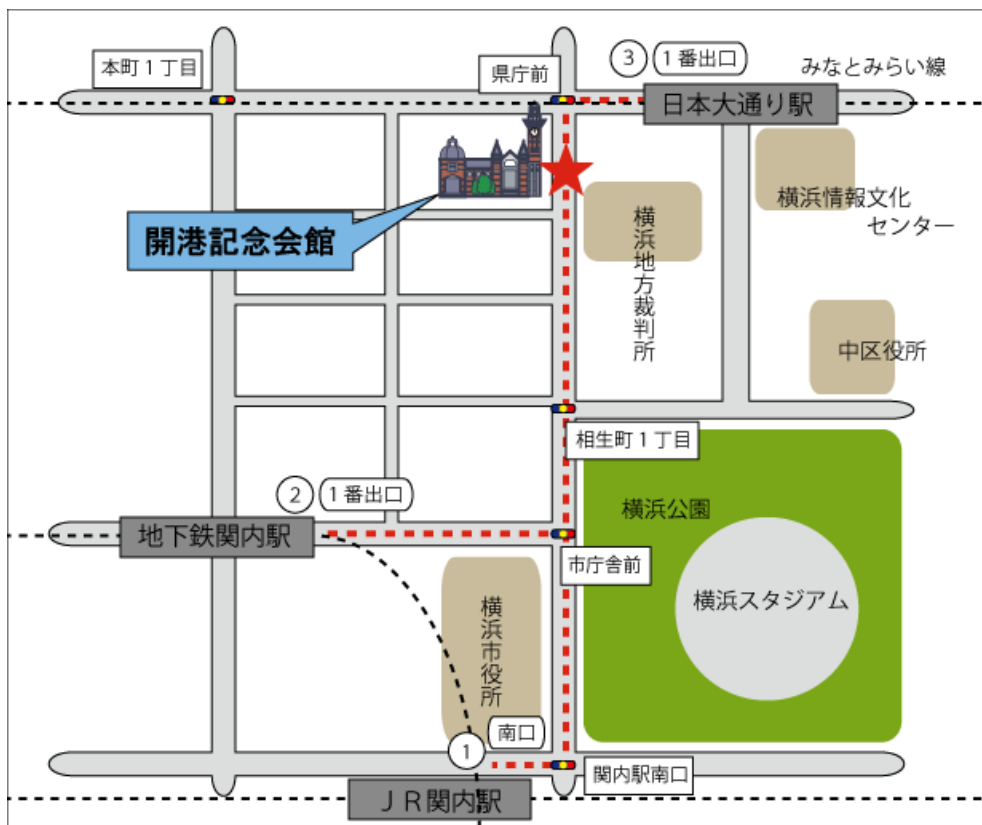 本町1丁目
県庁前
③
1番出口
みなとみらい線
日本大通り駅
開港記念会館
横浜地方裁判所
横浜情報文化
センター
中区役所
相生町1丁目
②
1番出口
地下鉄関内駅
横浜公園
市庁舎前
横浜スタジアム
横浜市役所
南口
①
関内駅南口
JR関内駅